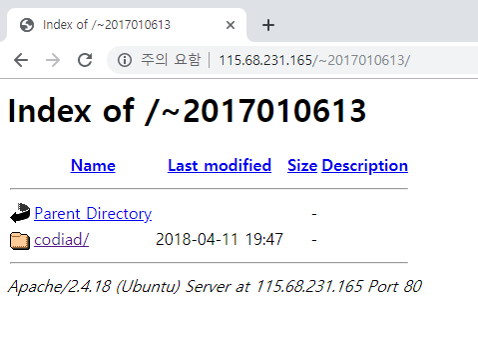 Index of /~2017010613
주의 요함 | 115.68.231.165/~2017010613/
Index of /~2017010613
Name Last modified Size Description
Parent Directory -
codiad/ 2018-04-11 19:47 -
Apache/2.4.18 (Ubuntu) Server at 115.68.231.165 Port 80